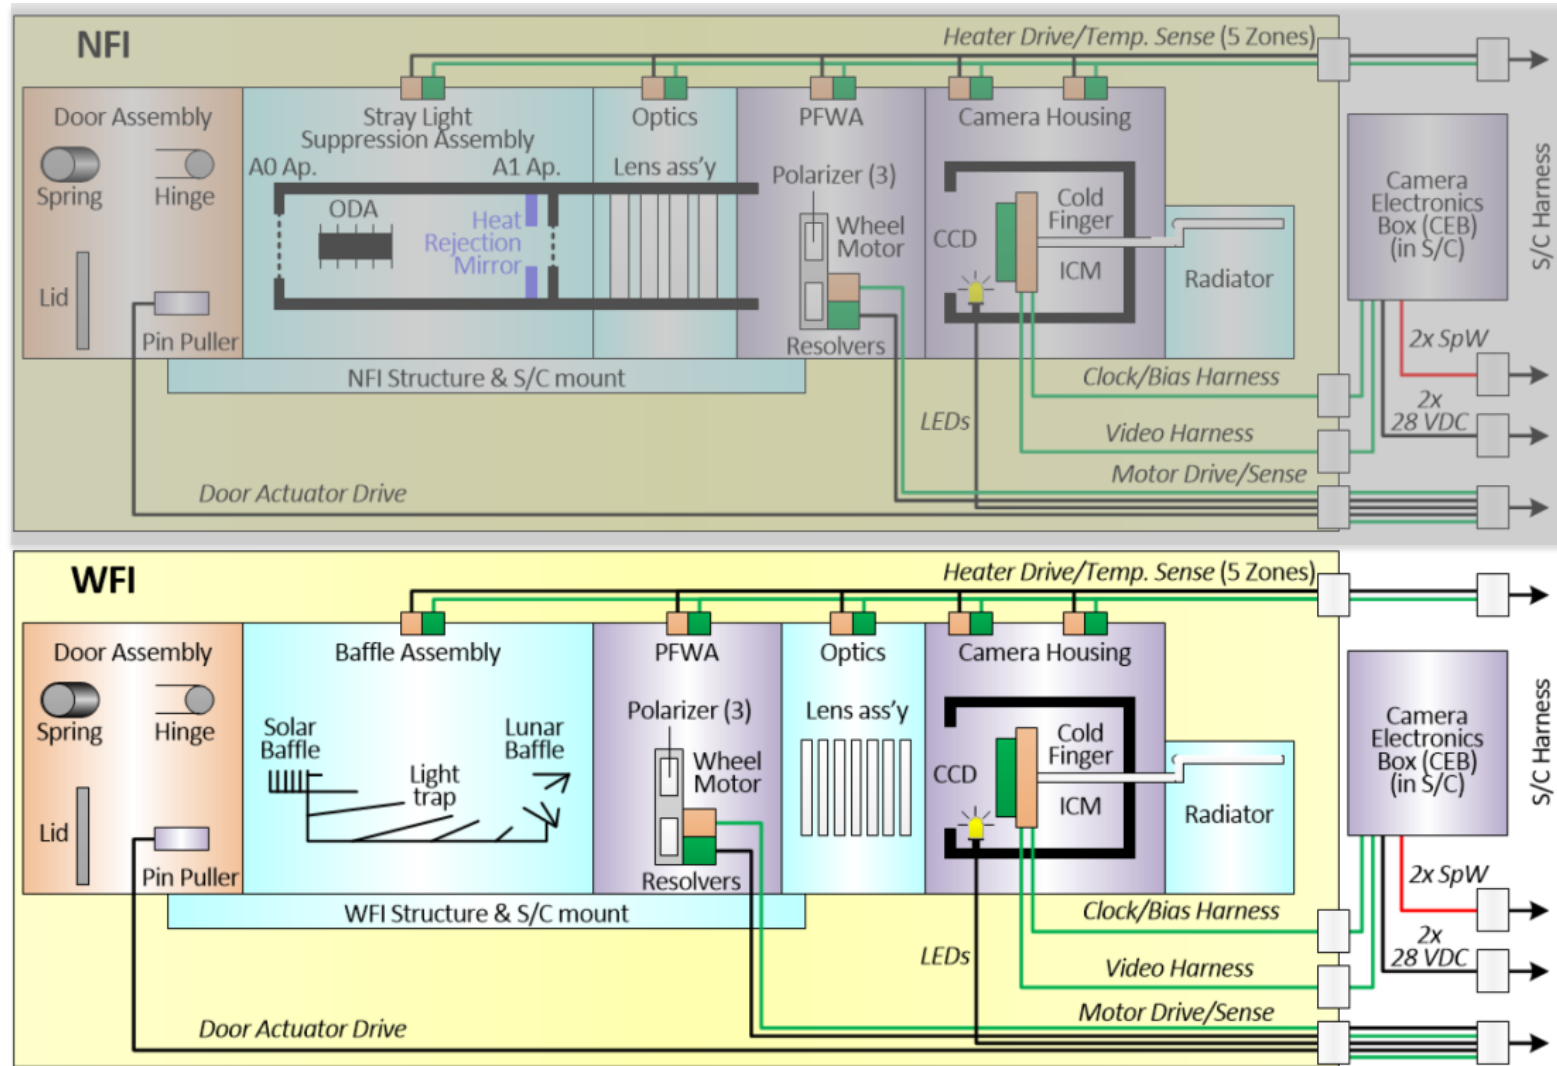 NFI
Heater Drive/Temp. Sense (5 Zones)
Door Assembly
Spring
Hinge
Lid
Pin Puller
Stray Light
Suppression Assembly
A0 Ap.
A1 Ap.
ODA
Heat
Rejection
Mirror
Optics
Lens ass'y
PFWA
Polarizer (3)
Wheel
Motor
Resolvers
Camera Housing
CCD
Cold
Finger
ICM
Radiator
Camera
Electronics
Box (CEB)
(in S/C)
S/C Harness
NFI Structure & S/C mount
2x SpW
2x
28 VDC
Clock/Bias Harness
LEDs
Video Harness
Motor Drive/Sense
Door Actuator Drive
WFI
Heater Drive/Temp. Sense (5 Zones)
Door Assembly
Spring
Hinge
Lid
Pin Puller
Baffle Assembly
Solar
Baffle
Light
trap
Lunar
Baffle
PFWA
Polarizer (3)
Wheel
Motor
Resolvers
Optics
Lens ass'y
Camera Housing
CCD
Cold
Finger
ICM
Radiator
Camera
Electronics
Box (CEB)
(in S/C)
S/C Harness
WFI Structure & S/C mount
2x SpW
2x
28 VDC
Clock/Bias Harness
LEDs
Video Harness
Motor Drive/Sense
Door Actuator Drive